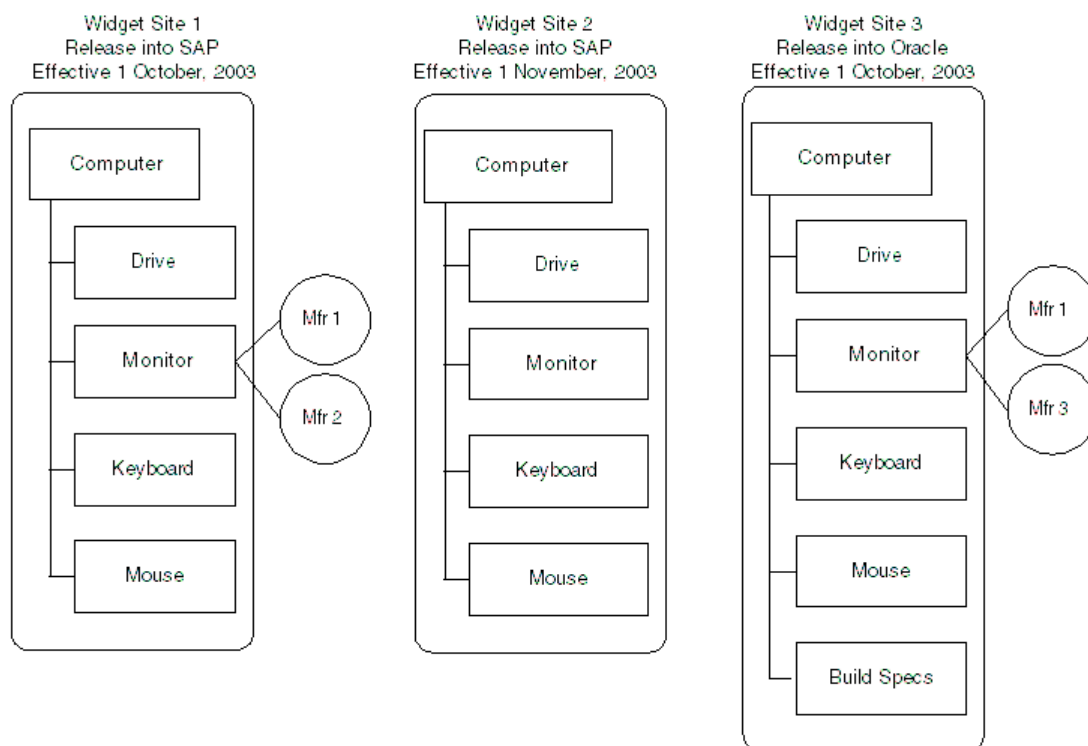 Widget Site 1
Release into SAP
Effective 1 October, 2003
Computer
Drive
Monitor
Mfr 1
Mfr 2
Keyboard
Mouse
Widget Site 2
Release into SAP
Effective 1 November, 2003
Computer
Drive
Monitor
Keyboard
Mouse
Widget Site 3
Release into Oracle
Effective 1 October, 2003
Computer
Drive
Monitor
Mfr 1
Mfr 3
Keyboard
Mouse
Build Specs